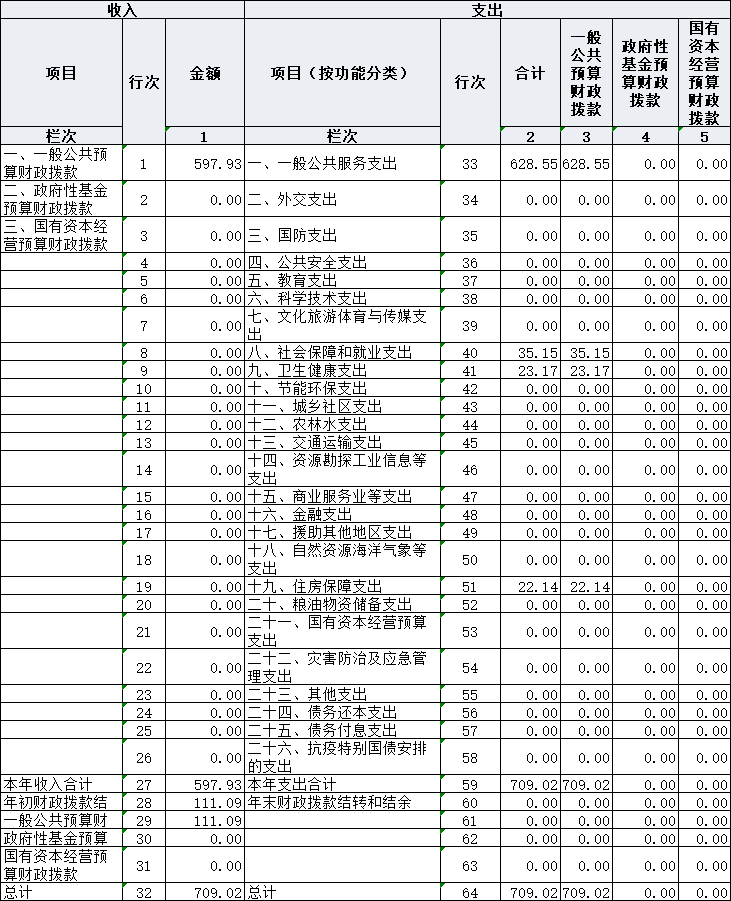 收入 支出
项目 行次 金额 项目（按功能分类） 行次 合计 一般公共预算财政拨款 政府性基金预算财政拨款 国有资本经营预算财政拨款
栏次 1 栏次 2 3 4 5
一、一般公共预算财政拨款 1 597.93 一、一般公共服务支出 33 628.55 628.55 0.00 0.00
二、政府性基金预算财政拨款 2 0.00 二、外交支出 34 0.00 0.00 0.00 0.00
三、国有资本经营预算财政拨款 3 0.00 三、国防支出 35 0.00 0.00 0.00 0.00
4 0.00 四、公共安全支出 36 0.00 0.00 0.00 0.00
5 0.00 五、教育支出 37 0.00 0.00 0.00 0.00
6 0.00 六、科学技术支出 38 0.00 0.00 0.00 0.00
7 0.00 七、文化旅游体育与传媒支出 39 0.00 0.00 0.00 0.00
8 0.00 八、社会保障和就业支出 40 35.15 35.15 0.00 0.00
9 0.00 九、卫生健康支出 41 23.17 23.17 0.00 0.00
10 0.00 十、节能环保支出 42 0.00 0.00 0.00 0.00
11 0.00 十一、城乡社区支出 43 0.00 0.00 0.00 0.00
12 0.00 十二、农林水支出 44 0.00 0.00 0.00 0.00
13 0.00 十三、交通运输支出 45 0.00 0.00 0.00 0.00
14 0.00 十四、资源勘探工业信息等支出 46 0.00 0.00 0.00 0.00
15 0.00 十五、商业服务业等支出 47 0.00 0.00 0.00 0.00
16 0.00 十六、金融支出 48 0.00 0.00 0.00 0.00
17 0.00 十七、援助其他地区支出 49 0.00 0.00 0.00 0.00
18 0.00 十八、自然资源海洋气象等支出 50 0.00 0.00 0.00 0.00
19 0.00 十九、住房保障支出 51 22.14 22.14 0.00 0.00
20 0.00 二十、粮油物资储备支出 52 0.00 0.00 0.00 0.00
21 0.00 二十一、国有资本经营预算支出 53 0.00 0.00 0.00 0.00
22 0.00 二十二、灾害防治及应急管理支出 54 0.00 0.00 0.00 0.00
23 0.00 二十三、其他支出 55 0.00 0.00 0.00 0.00
24 0.00 二十四、债务还本支出 56 0.00 0.00 0.00 0.00
25 0.00 二十五、债务付息支出 57 0.00 0.00 0.00 0.00
26 0.00 二十六、抗疫特别国债安排的支出 58 0.00 0.00 0.00 0.00
本年收入合计 27 597.93 本年支出合计 59 709.02 709.02 0.00 0.00
年初财政拨款结 28 111.09 年末财政拨款结转和结余 60 0.00 0.00 0.00 0.00
一般公共预算财 29 111.09 61 0.00 0.00 0.00 0.00
政府性基金预算 30 0.00 62 0.00 0.00 0.00 0.00
国有资本经营预算财政拨款 31 0.00 63 0.00 0.00 0.00 0.00
总计 32 709.02 总计 64 709.02 709.02 0.00 0.00